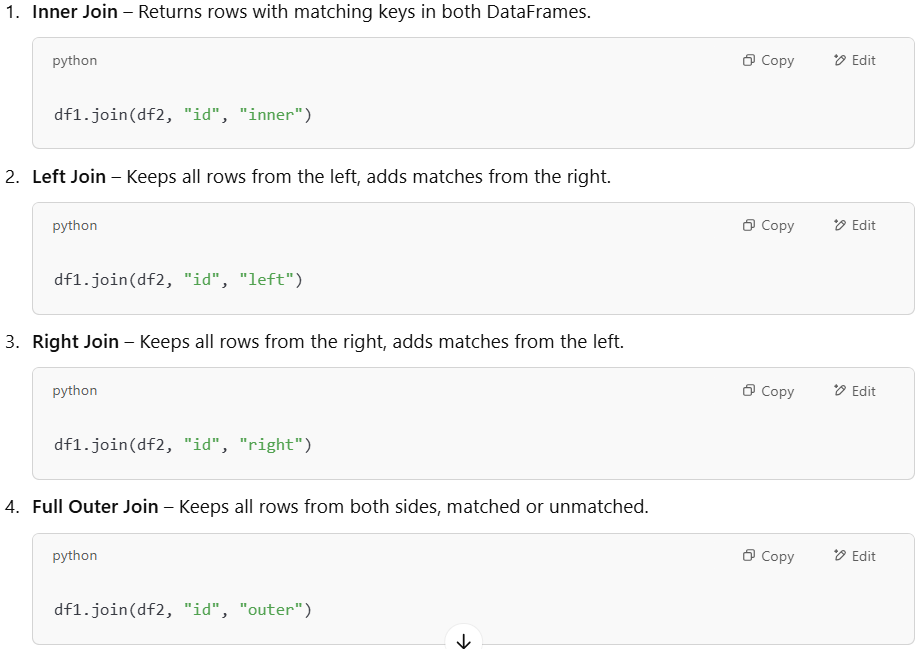 1. Inner Join – Returns rows with matching keys in both DataFrames.
python Copy Edit
df1.join(df2, "id", "inner")
2. Left Join – Keeps all rows from the left, adds matches from the right.
python Copy Edit
df1.join(df2, "id", "left")
3. Right Join – Keeps all rows from the right, adds matches from the left.
python Copy Edit
df1.join(df2, "id", "right")
4. Full Outer Join – Keeps all rows from both sides, matched or unmatched.
python Copy Edit
df1.join(df2, "id", "outer")